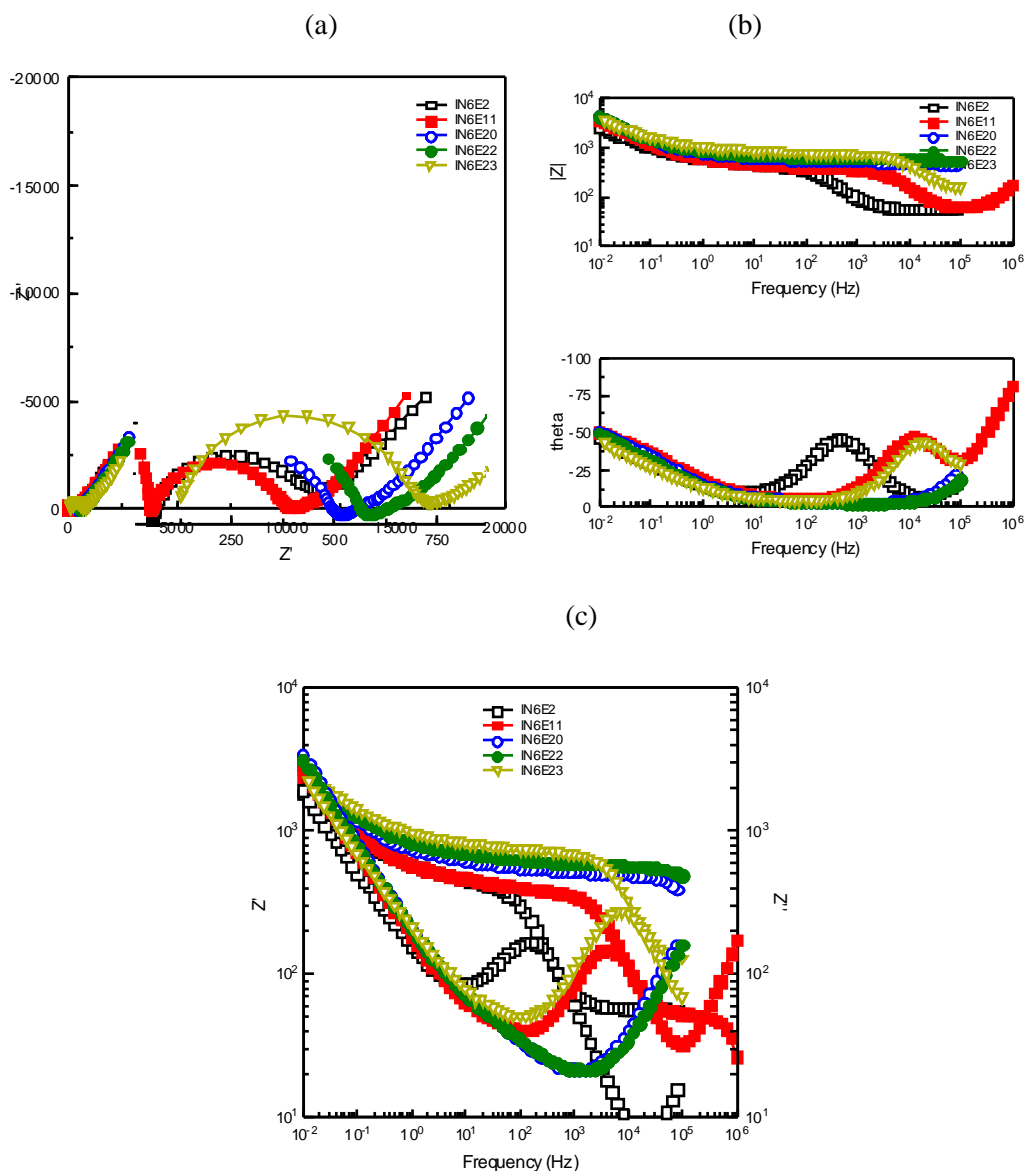 (a)
(b)
-20000
-15000
-10000
-5000
0
IN6E2
IN6E11
IN6E20
IN6E22
IN6E23
0
5000
10000
15000
20000
250
500
750
Z'
10^4
10^3
10^2
10^1
|Z|
IN6E2
IN6E11
IN6E20
IN6E22
IN6E23
10^-2 10^-1 10^0 10^1 10^2 10^3 10^4 10^5 10^6
Frequency (Hz)
-100
-75
-50
-25
0
theta
10^-2 10^-1 10^0 10^1 10^2 10^3 10^4 10^5 10^6
Frequency (Hz)
(c)
10^4
10^3
10^2
10^1
Z'
IN6E2
IN6E11
IN6E20
IN6E22
IN6E23
10^4
10^3
10^2
10^1
Z''
10^-2 10^-1 10^0 10^1 10^2 10^3 10^4 10^5 10^6
Frequency (Hz)